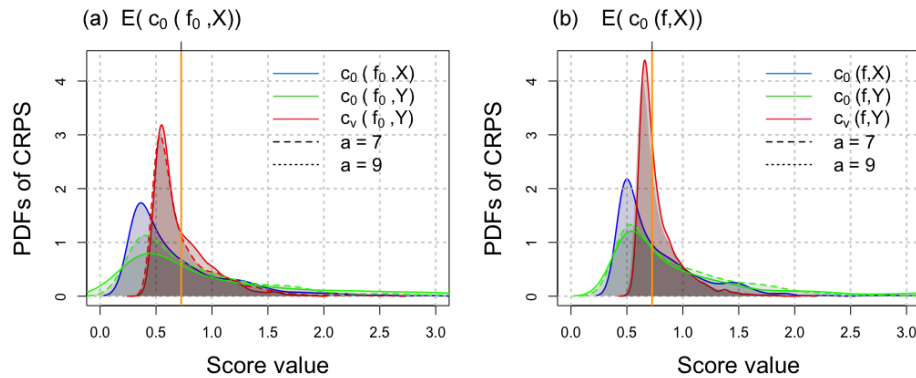 (a) E( c₀ ( f₀ ,X))
c₀ ( f₀ ,X)
c₀ ( f₀ ,Y)
cᵥ ( f₀ ,Y)
a = 7
a = 9
PDFs of CRPS
0 1 2 3 4
0.0 0.5 1.0 1.5 2.0 2.5 3.0
Score value
(b) E( c₀ (f,X))
c₀ (f,X)
c₀ (f,Y)
cᵥ (f,Y)
a = 7
a = 9
PDFs of CRPS
0 1 2 3 4
0.0 0.5 1.0 1.5 2.0 2.5 3.0
Score value